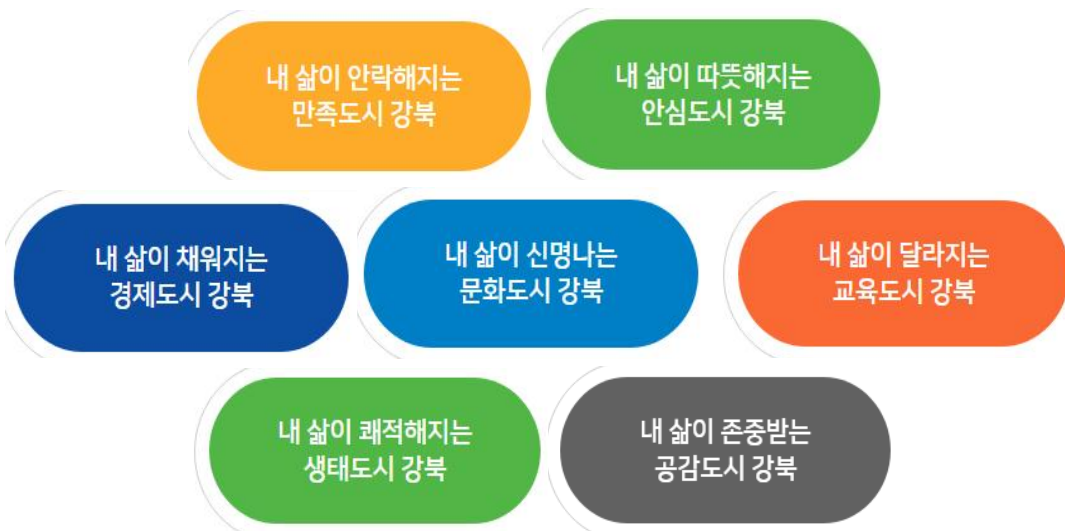 내 삶이 안락해지는
만족도시 강북
내 삶이 따뜻해지는
안심도시 강북
내 삶이 채워지는
경제도시 강북
내 삶이 신명나는
문화도시 강북
내 삶이 달라지는
교육도시 강북
내 삶이 쾌적해지는
생태도시 강북
내 삶이 존중받는
공감도시 강북